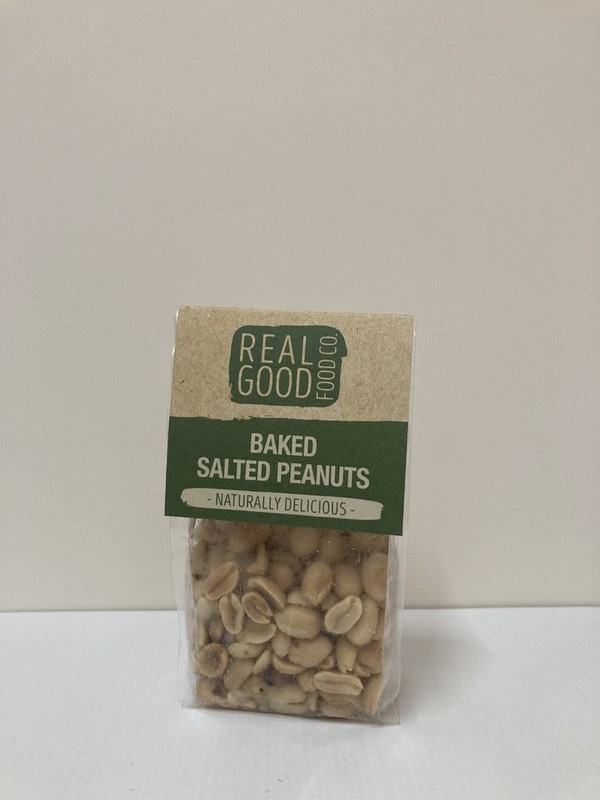 REAL
GOOD
FOOD CO.
BAKED
SALTED PEANUTS
- NATURALLY DELICIOUS -